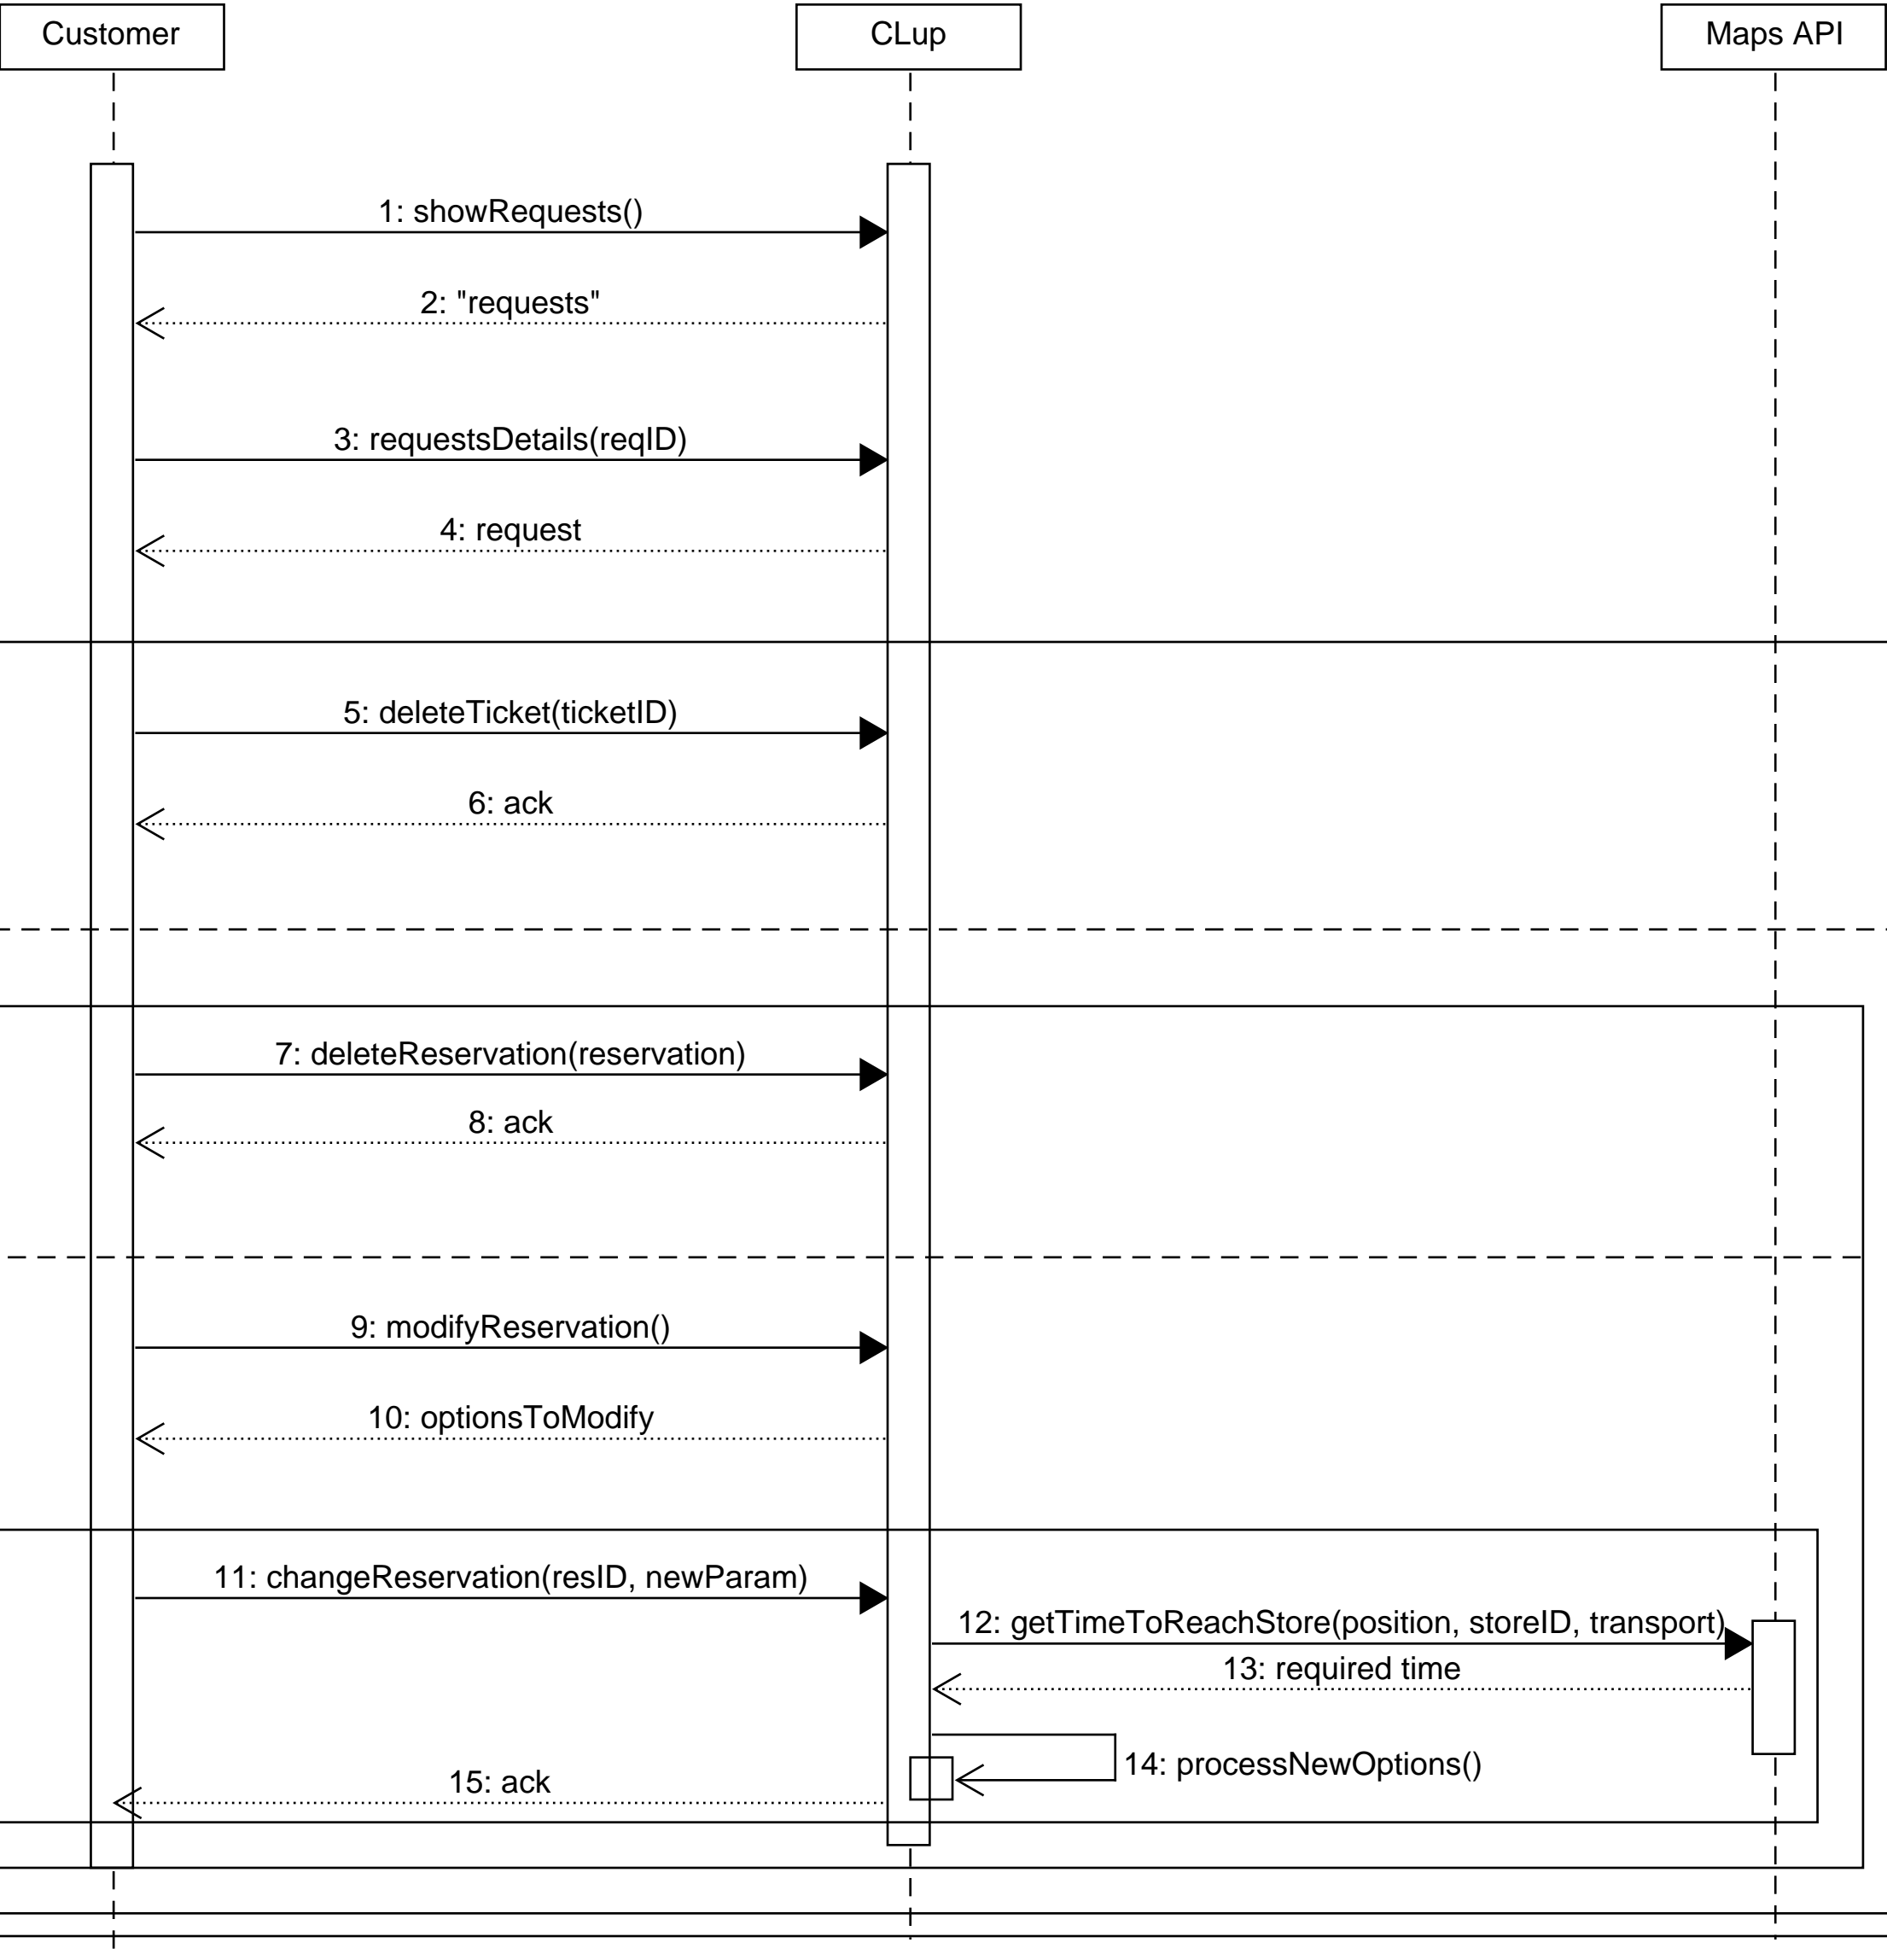 Customer
CLup
Maps API
1: showRequests()
2: "requests"
3: requestsDetails(reqID)
4: request
5: deleteTicket(ticketID)
6: ack
7: deleteReservation(reservation)
8: ack
9: modifyReservation()
10: optionsToModify
11: changeReservation(resID, newParam)
12: getTimeToReachStore(position, storeID, transport)
13: required time
14: processNewOptions()
15: ack